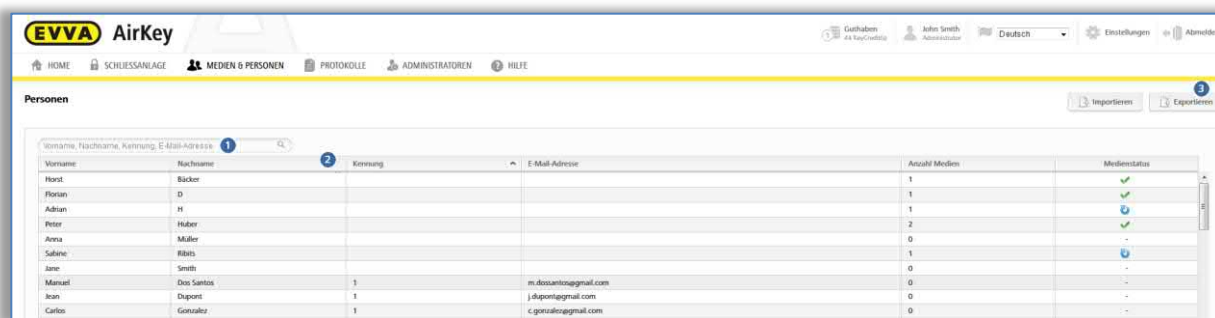 EVVA AirKey
Guthaben John Smith Deutsch Einstellungen Abmelde
44 KeyCredit(s) Administrator
HOME SCHLIESSANLAGE MEDIEN & PERSONEN PROTOKOLLE ADMINISTRATOREN HILFE
Personen
3
Importieren Exportieren
Vorname, Nachname, Kennung, E-Mail-Adresse 1
2
Vorname Nachname Kennung E-Mail-Adresse Anzahl Medien Medienstatus
Horst Bäcker 1
Florian D 1
Adrian H 1
Peter Huber 2
Anna Müller 0 -
Sabine Ribits 1
Jane Smith 0 -
Manuel Dos Santos 1 m.dossantos@gmail.com 0 -
Jean Dupont 1 j.dupont@gmail.com 0 -
Carlos Gonzalez 1 c.gonzalez@gmail.com 0 -